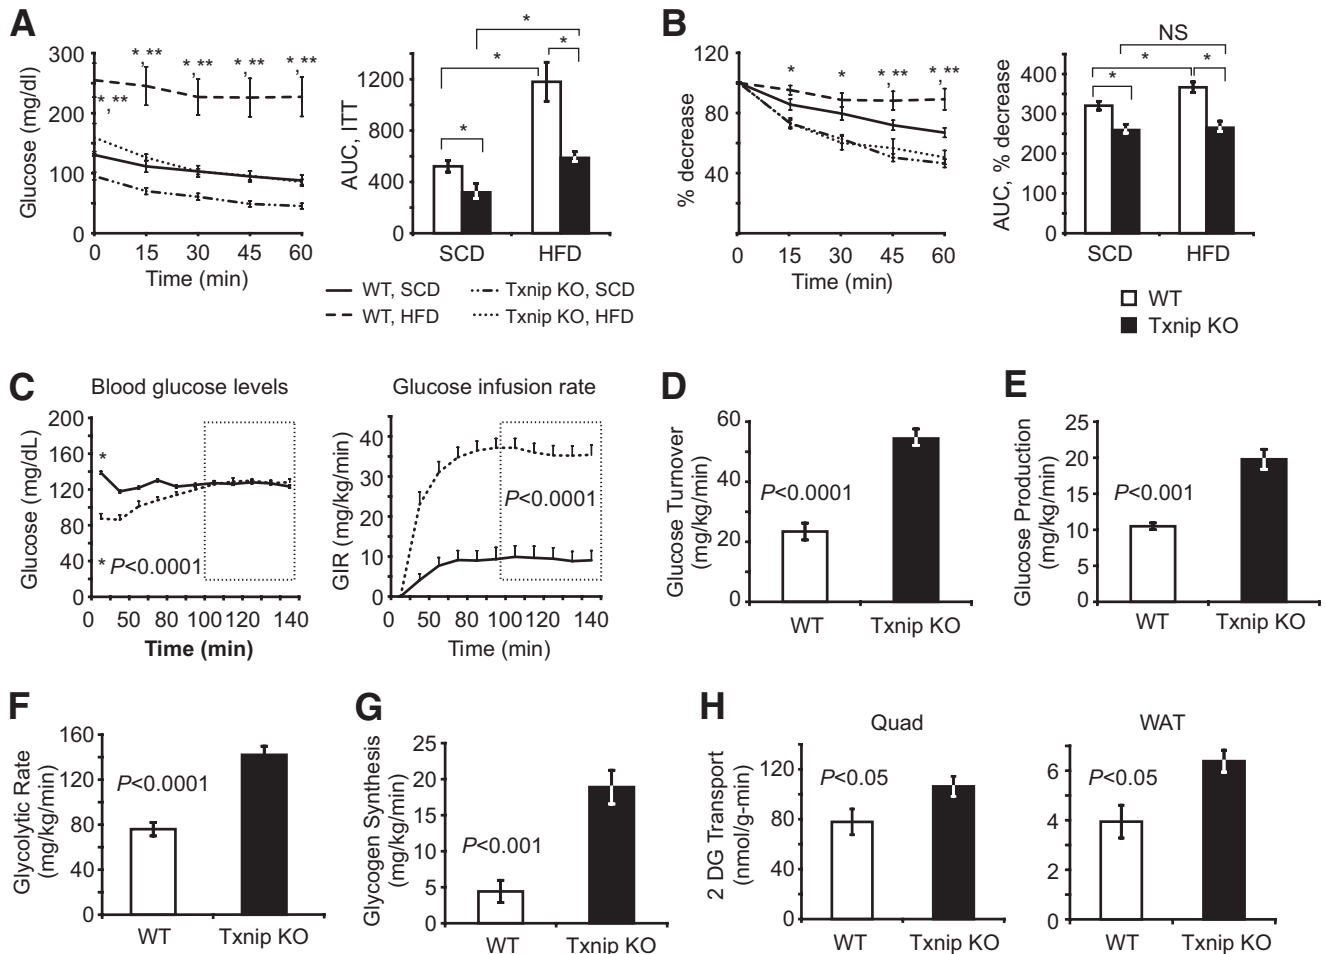 A
Glucose (mg/dl)
300
200
100
0
*,** *,** *,** *,** *,**
0 15 30 45 60
Time (min)
AUC, ITT
1200
800
400
0
* * * *
SCD HFD
WT, SCD
WT, HFD
Txnip KO, SCD
Txnip KO, HFD
B
% decrease
120
80
40
* * *,** *,**
0 15 30 45 60
Time (min)
AUC, % decrease
400
300
200
100
0
NS
* * *
SCD HFD
WT
Txnip KO
C
Blood glucose levels
Glucose (mg/dL)
200
160
120
80
40
0
*
* P<0.0001
0 50 80 100 120 140
Time (min)
Glucose infusion rate
GIR (mg/kg/min)
40
30
20
10
0
P<0.0001
0 50 80 100 120 140
Time (min)
D
Glucose Turnover
(mg/kg/min)
60
40
20
0
P<0.0001
WT Txnip KO
E
Glucose Production
(mg/kg/min)
25
20
15
10
5
0
P<0.001
WT Txnip KO
F
Glycolytic Rate
(mg/kg/min)
160
120
80
40
0
P<0.0001
WT Txnip KO
G
Glycogen Synthesis
(mg/kg/min)
25
20
15
10
5
0
P<0.001
WT Txnip KO
H
Quad
2 DG Transport
(nmol/g-min)
120
80
40
0
P<0.05
WT Txnip KO
WAT
6
4
2
0
P<0.05
WT Txnip KO